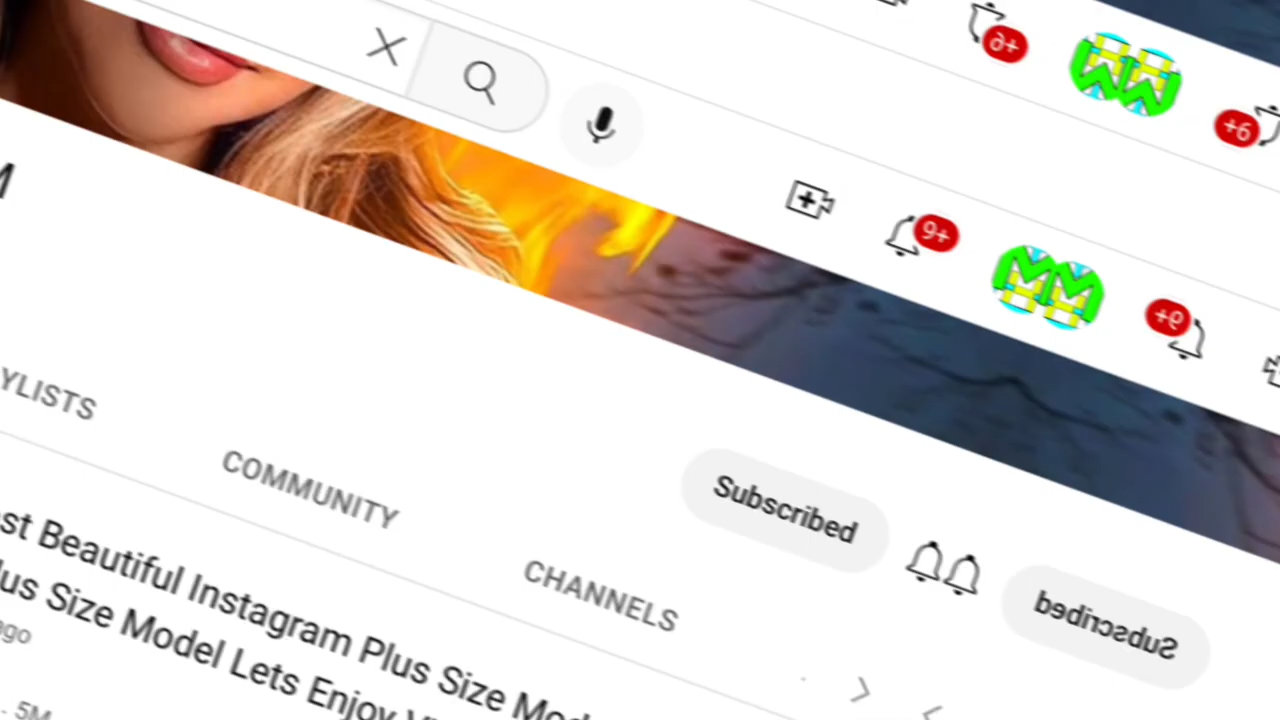 9+
9+
9+
9+
M
YLISTS
COMMUNITY
CHANNELS
Subscribed
Subscribed
st Beautiful Instagram Plus Size Mod
lus Size Model Lets Enjoy
ago
. 5M